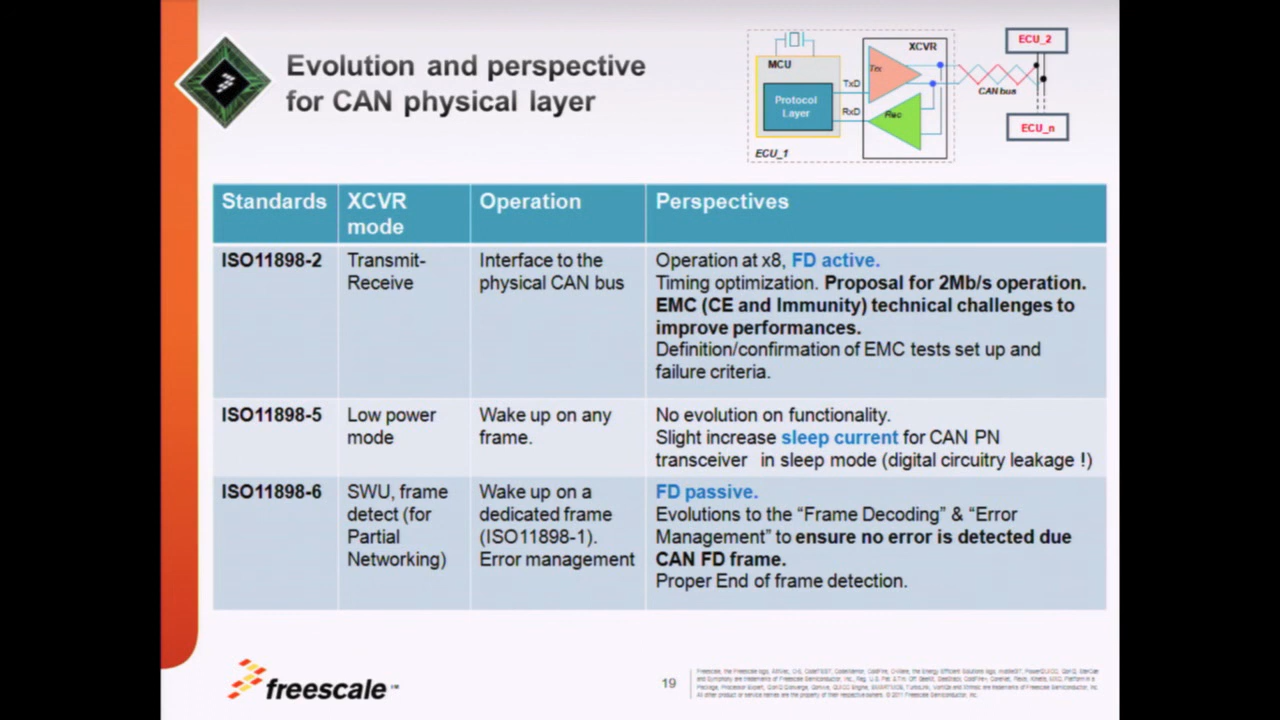 Evolution and perspective
for CAN physical layer
XCVR
MCU
Protocol
Layer
TxD
RxD
Trx
Rec
ECU_1
ECU_2
CAN bus
ECU_n
Standards
XCVR
mode
Operation
Perspectives
ISO11898-2
Transmit-
Receive
Interface to the
physical CAN bus
Operation at x8, FD active.
Timing optimization. Proposal for 2Mb/s operation.
EMC (CE and Immunity) technical challenges to
improve performances.
Definition/confirmation of EMC tests set up and
failure criteria.
ISO11898-5
Low power
mode
Wake up on any
frame.
No evolution on functionality.
Slight increase sleep current for CAN PN
transceiver in sleep mode (digital circuitry leakage !)
ISO11898-6
SWU, frame
detect (for
Partial
Networking)
Wake up on a
dedicated frame
(ISO11898-1).
Error management
FD passive.
Evolutions to the “Frame Decoding” & “Error
Management” to ensure no error is detected due
CAN FD frame.
Proper End of frame detection.
freescale™
19